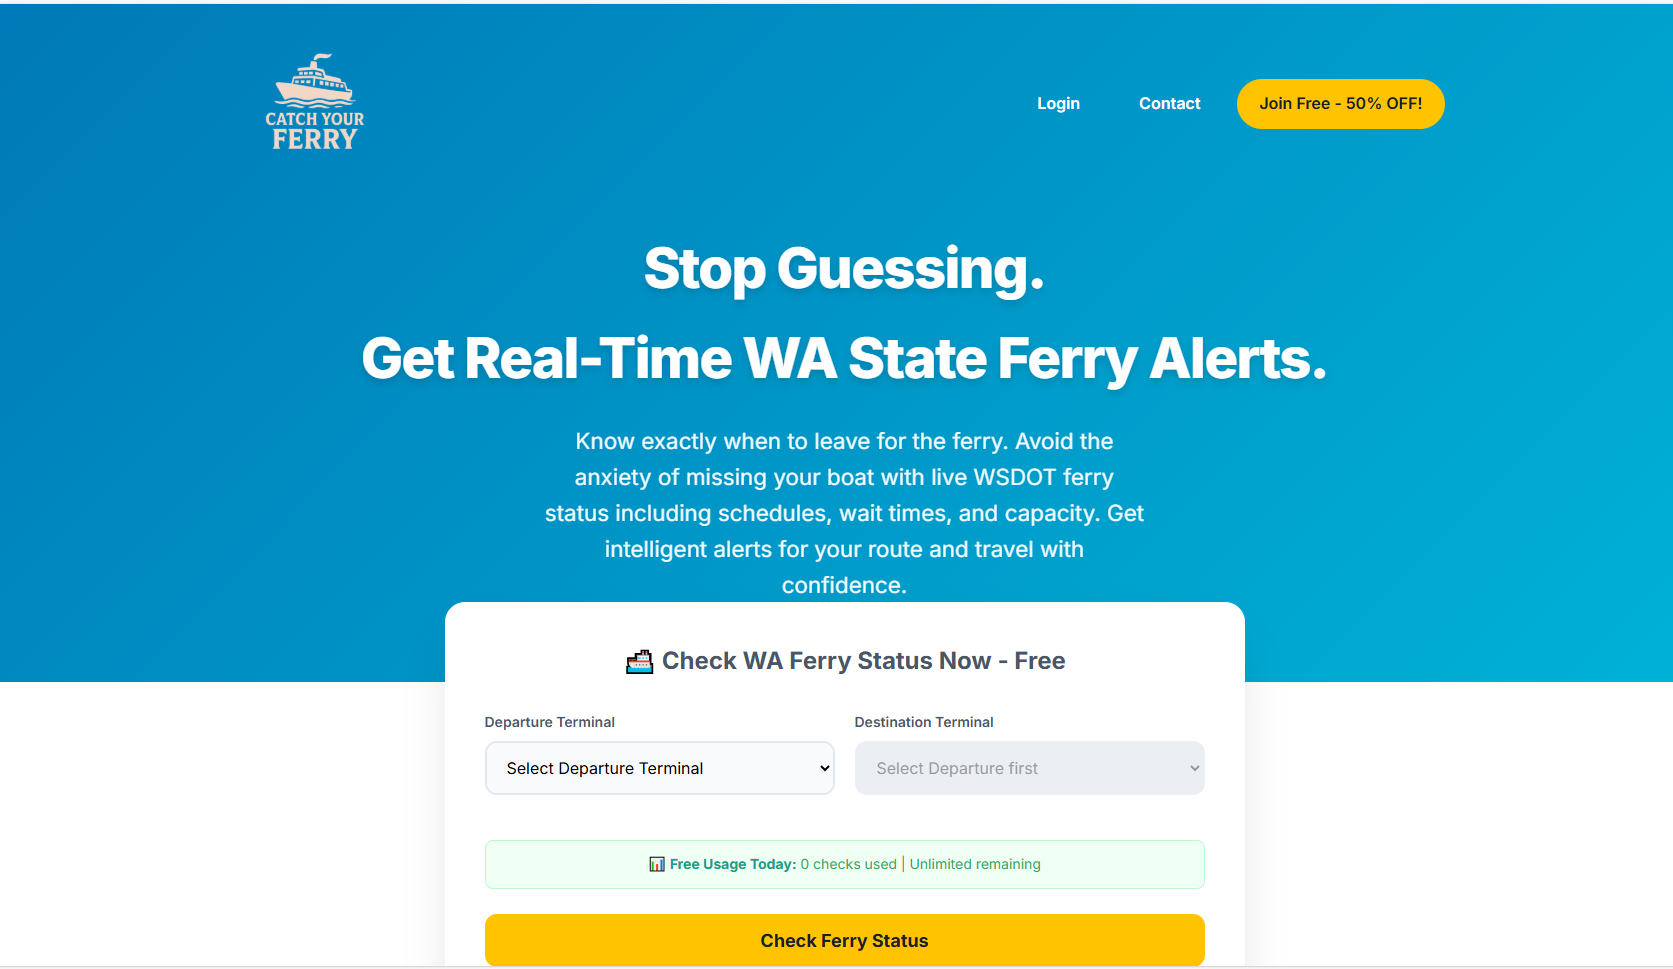 CATCH YOUR
FERRY
Login
Contact
Join Free - 50% OFF!
Stop Guessing.
Get Real-Time WA State Ferry Alerts.
Know exactly when to leave for the ferry. Avoid the
anxiety of missing your boat with live WSDOT ferry
status including schedules, wait times, and capacity. Get
intelligent alerts for your route and travel with
confidence.
Check WA Ferry Status Now - Free
Departure Terminal
Select Departure Terminal
Destination Terminal
Select Departure first
Free Usage Today: 0 checks used | Unlimited remaining
Check Ferry Status